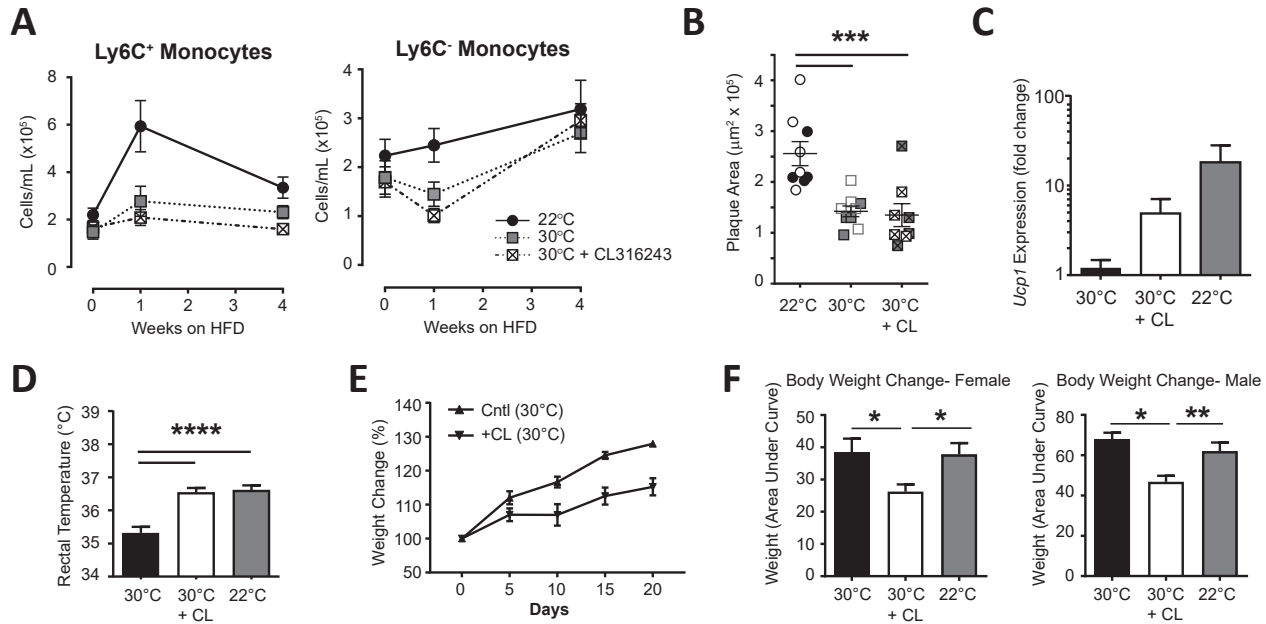 A
Ly6C⁺ Monocytes
Cells/mL (x10⁵)
8
6
4
2
0
0 1 2 3 4
Weeks on HFD
Ly6C⁻ Monocytes
Cells/mL (x10⁵)
4
3
2
1
0
22°C
30°C
30°C + CL316243
0 1 2 3 4
Weeks on HFD
B
***
Plaque Area (µm² x 10⁵)
4
3
2
1
0
22°C 30°C 30°C
+ CL
C
Ucp1 Expression (fold change)
100
10
1
30°C 30°C 22°C
+ CL
D
****
Rectal Temperature (°C)
39
38
37
36
35
34
30°C 30°C 22°C
+ CL
E
Weight Change (%)
140
130
120
110
100
50
Cntl (30°C)
+CL (30°C)
0 5 10 15 20
Days
F
Body Weight Change- Female
Weight (Area Under Curve)
50
40
30
20
10
0
* *
30°C 30°C 22°C
+ CL
Body Weight Change- Male
Weight (Area Under Curve)
80
60
40
20
0
* **
30°C 30°C 22°C
+ CL